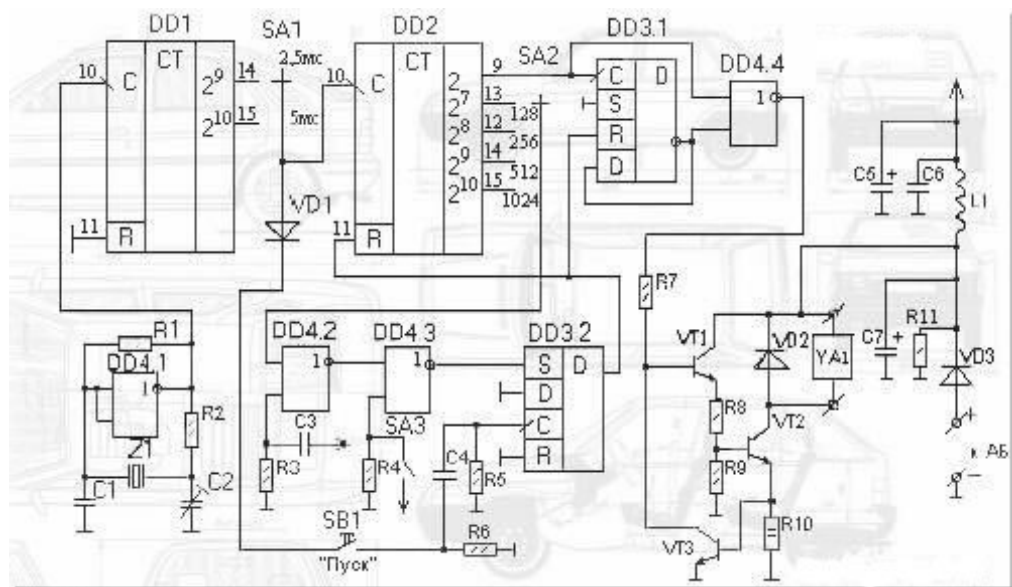 DD1 SA1 DD2 SA2 DD3.1 DD4.4
10 C CT 2⁹ 14 2,5мс
2¹⁰ 15 5мс
11 R
VD1
10 C CT 9
2⁷ 13 128
2⁸ 12 256
2⁹ 14 512
2¹⁰ 15 1024
11 R
C D
S
R
D
1
C5 + C6
L1
R1
DD4.1
1
R2
Z1
C1 C2
DD4.2 DD4.3 DD3.2
1 1 S D
D
C
R
C3 SA3
R3 R4 C4 R5
SB1
"Пуск" R6
R7
VT1 VD2 YA1 C7 + R11 VD3
R8 VT2
R9
VT3 R10
+
к АБ
−